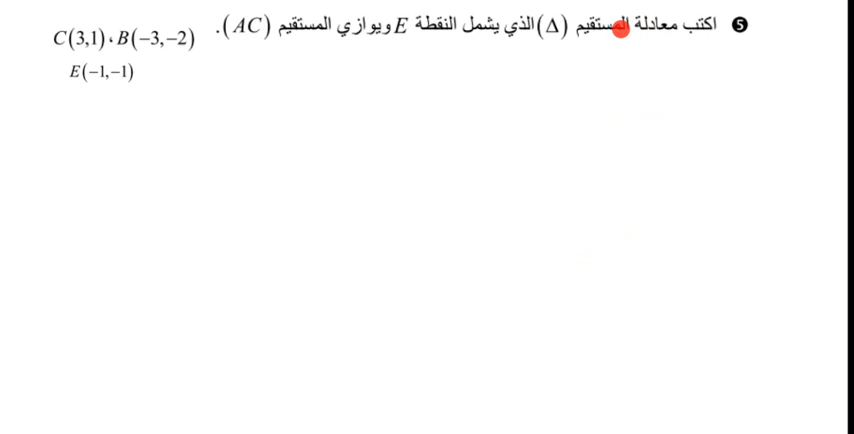 ❺ اكتب معادلة المستقيم (Δ) الذي يشمل النقطة E ويوازي المستقيم (AC).
C(3,1) ، B(−3,−2)
E(−1,−1)